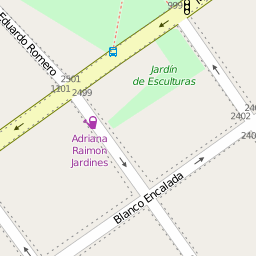 999
Eduardo Romero
Jardín
de Esculturas
2501
1101
2499
Adriana
Raimon
Jardines
2402
Blanco Encalada